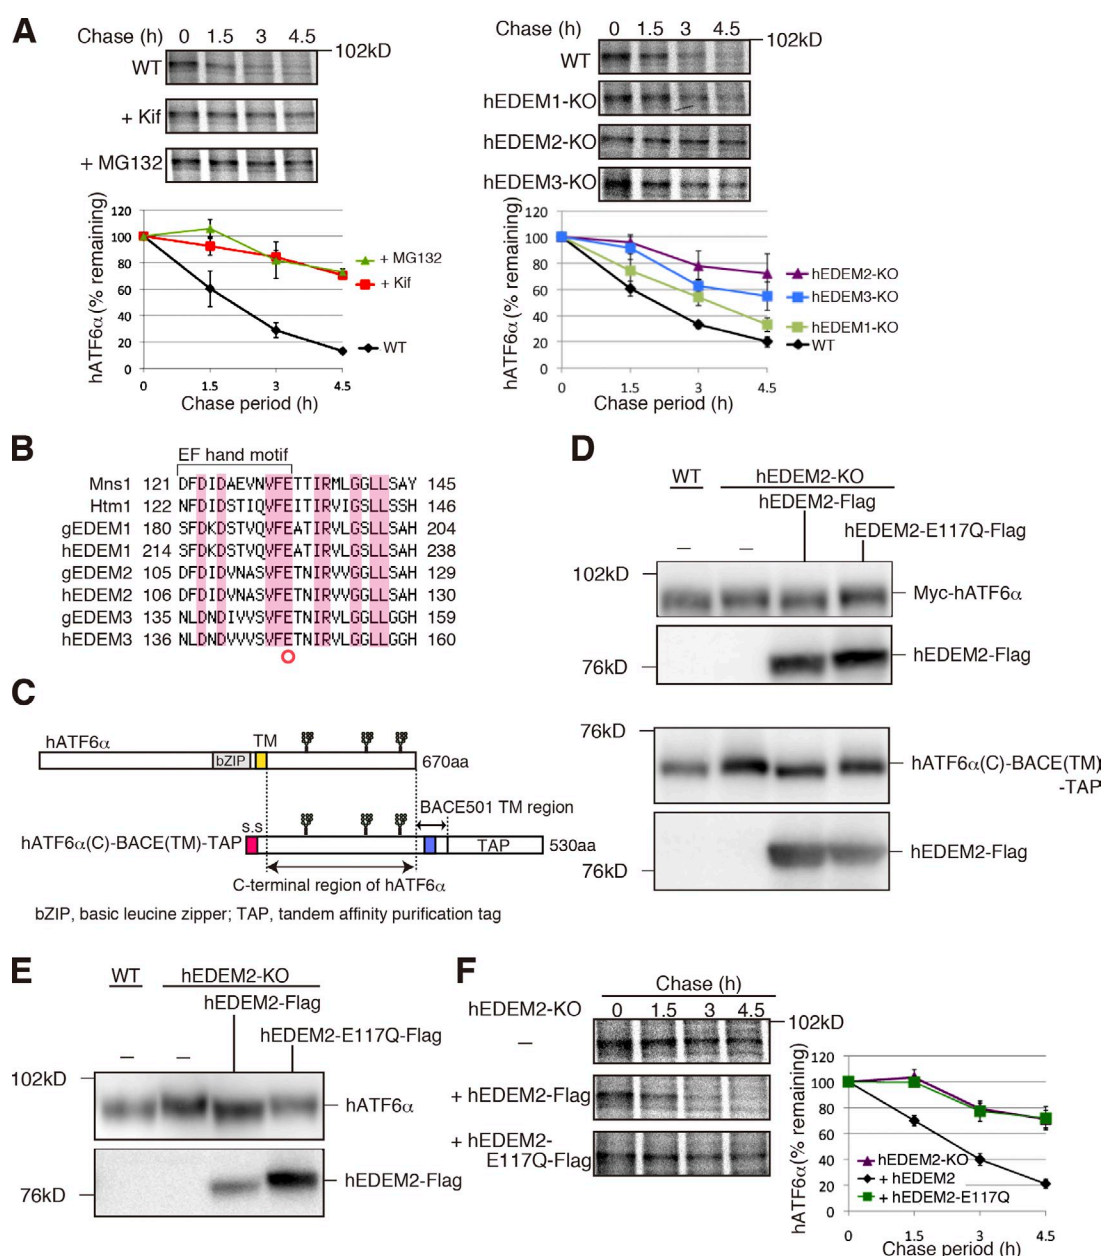 A
Chase (h) 0 1.5 3 4.5
102kD
WT
+ Kif
+ MG132
hATF6α (% remaining)
120
100
80
60
40
20
0
0 1.5 3 4.5
Chase period (h)
+ MG132
+ Kif
WT
Chase (h) 0 1.5 3 4.5
102kD
WT
hEDEM1-KO
hEDEM2-KO
hEDEM3-KO
hATF6α (% remaining)
120
100
80
60
40
20
0
0 1.5 3 4.5
Chase period (h)
hEDEM2-KO
hEDEM3-KO
hEDEM1-KO
WT
B
EF hand motif
Mns1 121 DFDIDAEVNVFETTIRMLGGLLSAY 145
Htm1 122 NFDIDSTIQVFEITIRVIGSLLSSH 146
gEDEM1 180 SFDKDSTVQVFEATIRVLGSLLSAH 204
hEDEM1 214 SFDKDSTVQVFEATIRVLGSLLSAH 238
gEDEM2 105 DFDIDVNASVFETNIRVVGGLLSAH 129
hEDEM2 106 DFDIDVNASVFETNIRVVGGLLSAH 130
gEDEM3 135 NLDNDIVVSVFETNIRVLGGLLGGH 159
hEDEM3 136 NLDNDVVVSVFETNIRVLGGLLGGH 160
C
hATF6α
TM
bZIP
670aa
BACE501 TM region
s.s
hATF6α(C)-BACE(TM)-TAP
TAP
530aa
C-terminal region of hATF6α
bZIP, basic leucine zipper; TAP, tandem affinity purification tag
D
WT
hEDEM2-KO
hEDEM2-Flag
hEDEM2-E117Q-Flag
– –
102kD
Myc-hATF6α
76kD
hEDEM2-Flag
76kD
hATF6α(C)-BACE(TM)
-TAP
76kD
hEDEM2-Flag
E
WT
hEDEM2-KO
hEDEM2-Flag
hEDEM2-E117Q-Flag
– –
102kD
hATF6α
76kD
hEDEM2-Flag
F
Chase (h)
hEDEM2-KO 0 1.5 3 4.5
102kD
–
+ hEDEM2-Flag
+ hEDEM2-
E117Q-Flag
hATF6α (% remaining)
120
100
80
60
40
20
0
hEDEM2-KO
+ hEDEM2
+ hEDEM2-E117Q
0 1.5 3 4.5
Chase period (h)